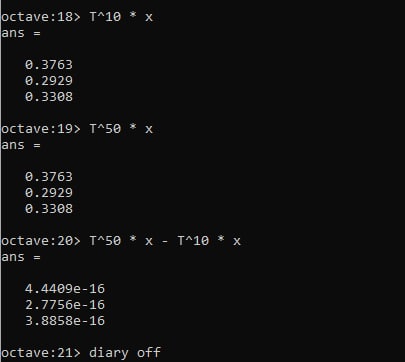 octave:18> T^10 * x
ans =
0.3763
0.2929
0.3308
octave:19> T^50 * x
ans =
0.3763
0.2929
0.3308
octave:20> T^50 * x - T^10 * x
ans =
4.4409e-16
2.7756e-16
3.8858e-16
octave:21> diary off